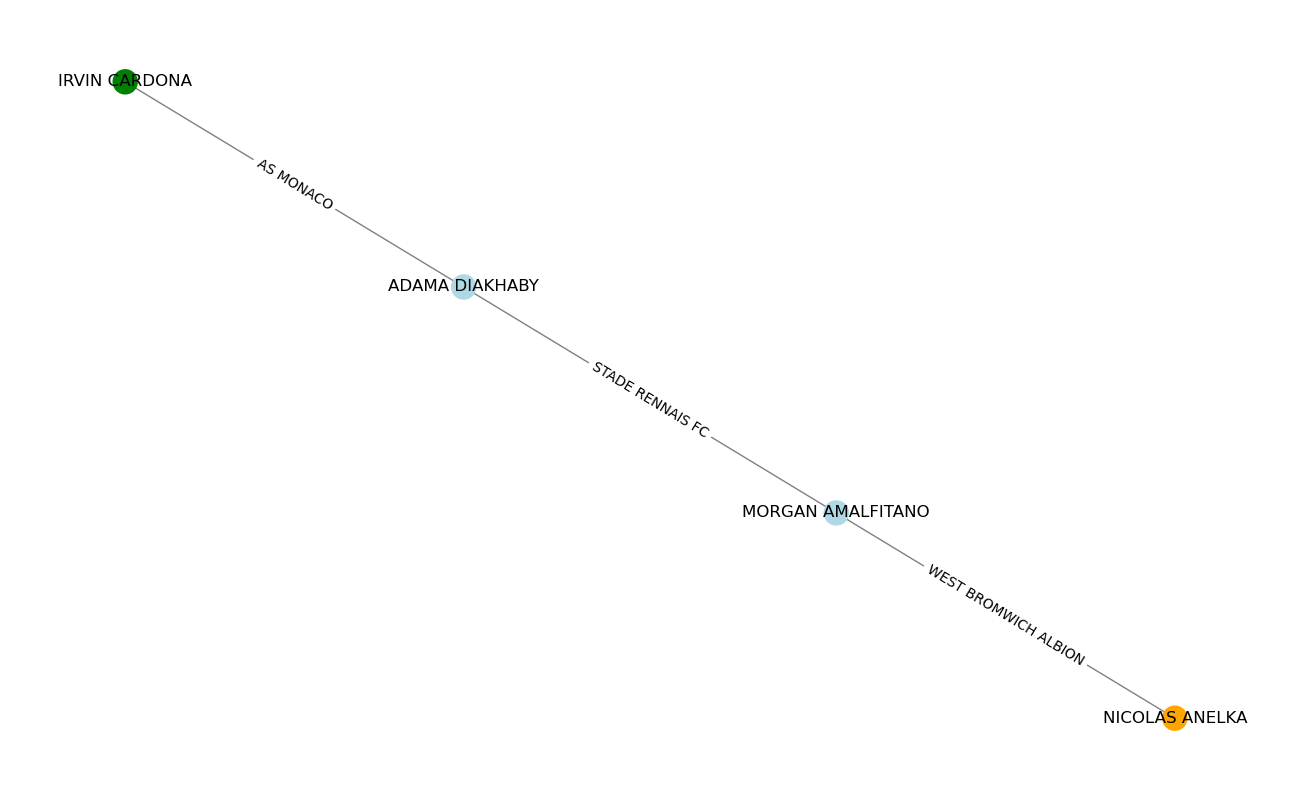 IRVIN CARDONA
AS MONACO
ADAMA DIAKHABY
STADE RENNAIS FC
MORGAN AMALFITANO
WEST BROMWICH ALBION
NICOLAS ANELKA